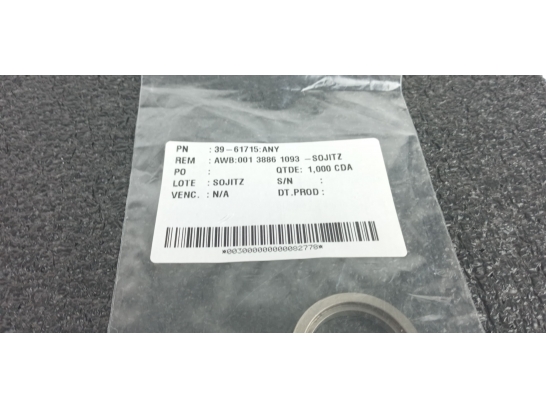 PN : 39-61715:ANY
REM : AWB:001 3886 1093 -SOJITZ
PO : QTDE: 1,000 CDA
LOTE : SOJITZ S/N :
VENC. : N/A DT.PROD :
*003000000000082778*